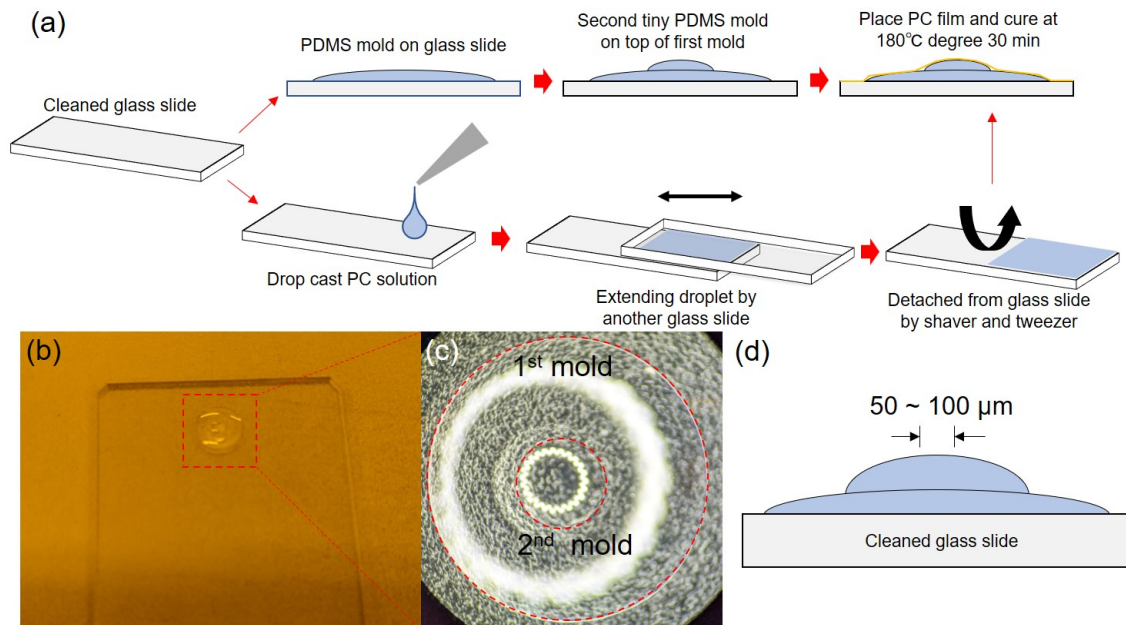 (a)
PDMS mold on glass slide
Second tiny PDMS mold
on top of first mold
Place PC film and cure at
180℃ degree 30 min
Cleaned glass slide
Drop cast PC solution
Extending droplet by
another glass slide
Detached from glass slide
by shaver and tweezer
(b)
(c)
1st mold
2nd mold
(d)
50 ~ 100 µm
Cleaned glass slide